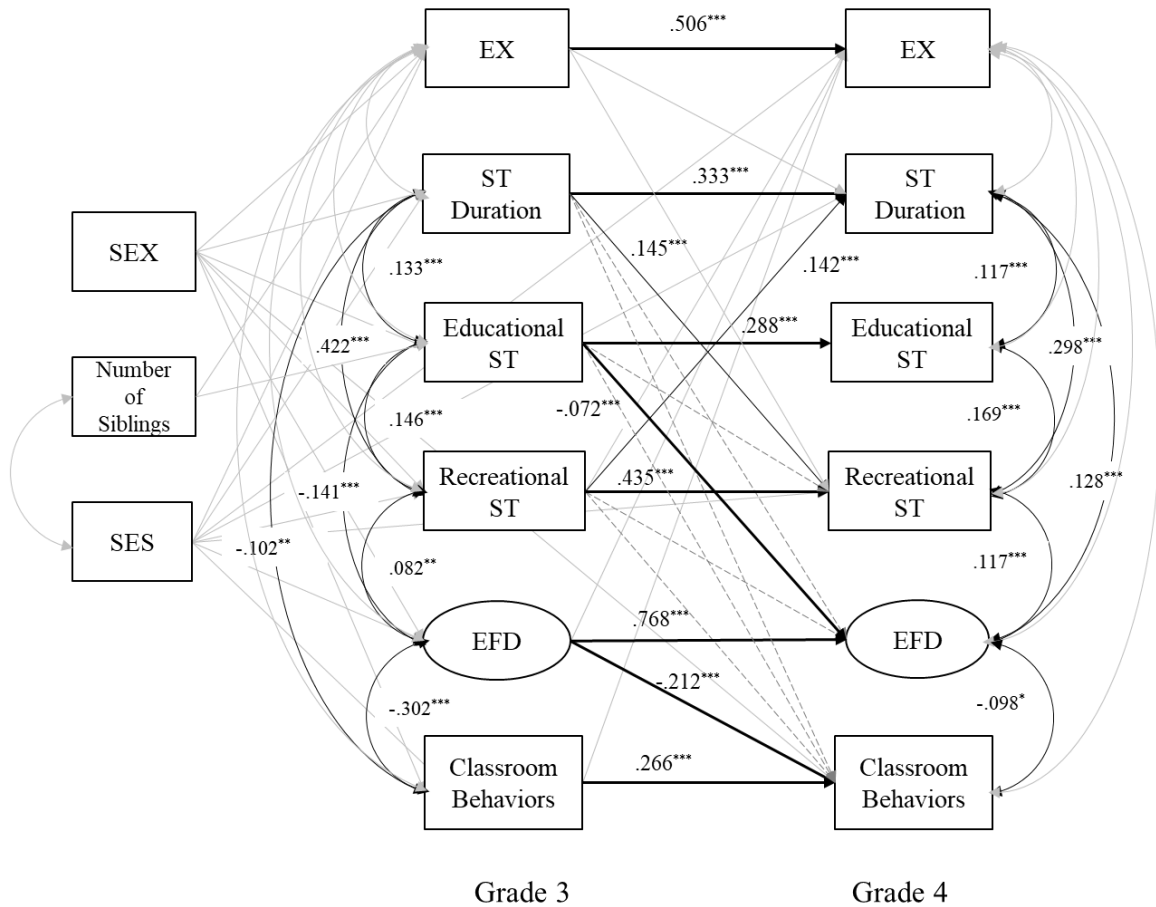 .506***
EX
EX
ST
Duration
.333***
ST
Duration
SEX
.133***
.145***
.142***
.117***
Educational
ST
.288***
Educational
ST
.422***
.298***
Number
of
Siblings
.146***
-.072***
.169***
Recreational
ST
.435***
Recreational
ST
-.141***
.128***
SES
-.102**
.082**
.117***
EFD
.768***
EFD
-.212***
-.302***
-.098*
Classroom
Behaviors
.266***
Classroom
Behaviors
Grade 3
Grade 4